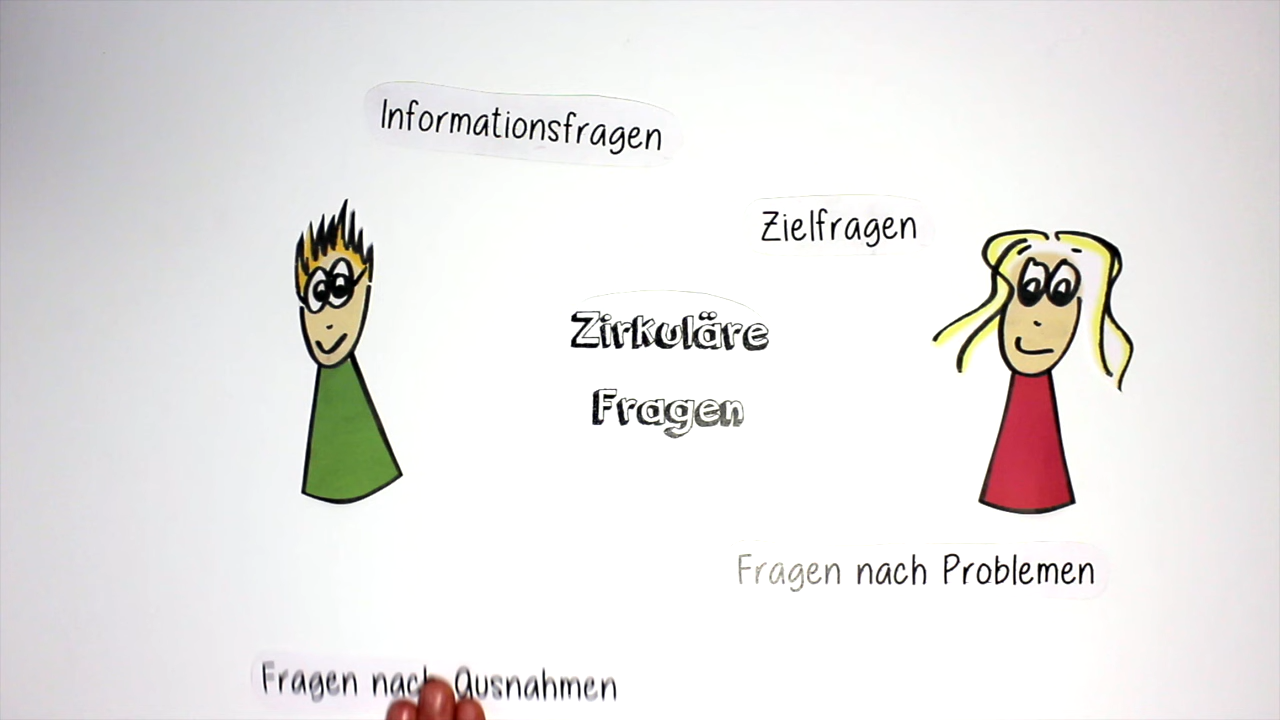 Informationsfragen
Zielfragen
Zirkuläre
Fragen
Fragen nach Problemen
Fragen nach Ausnahmen